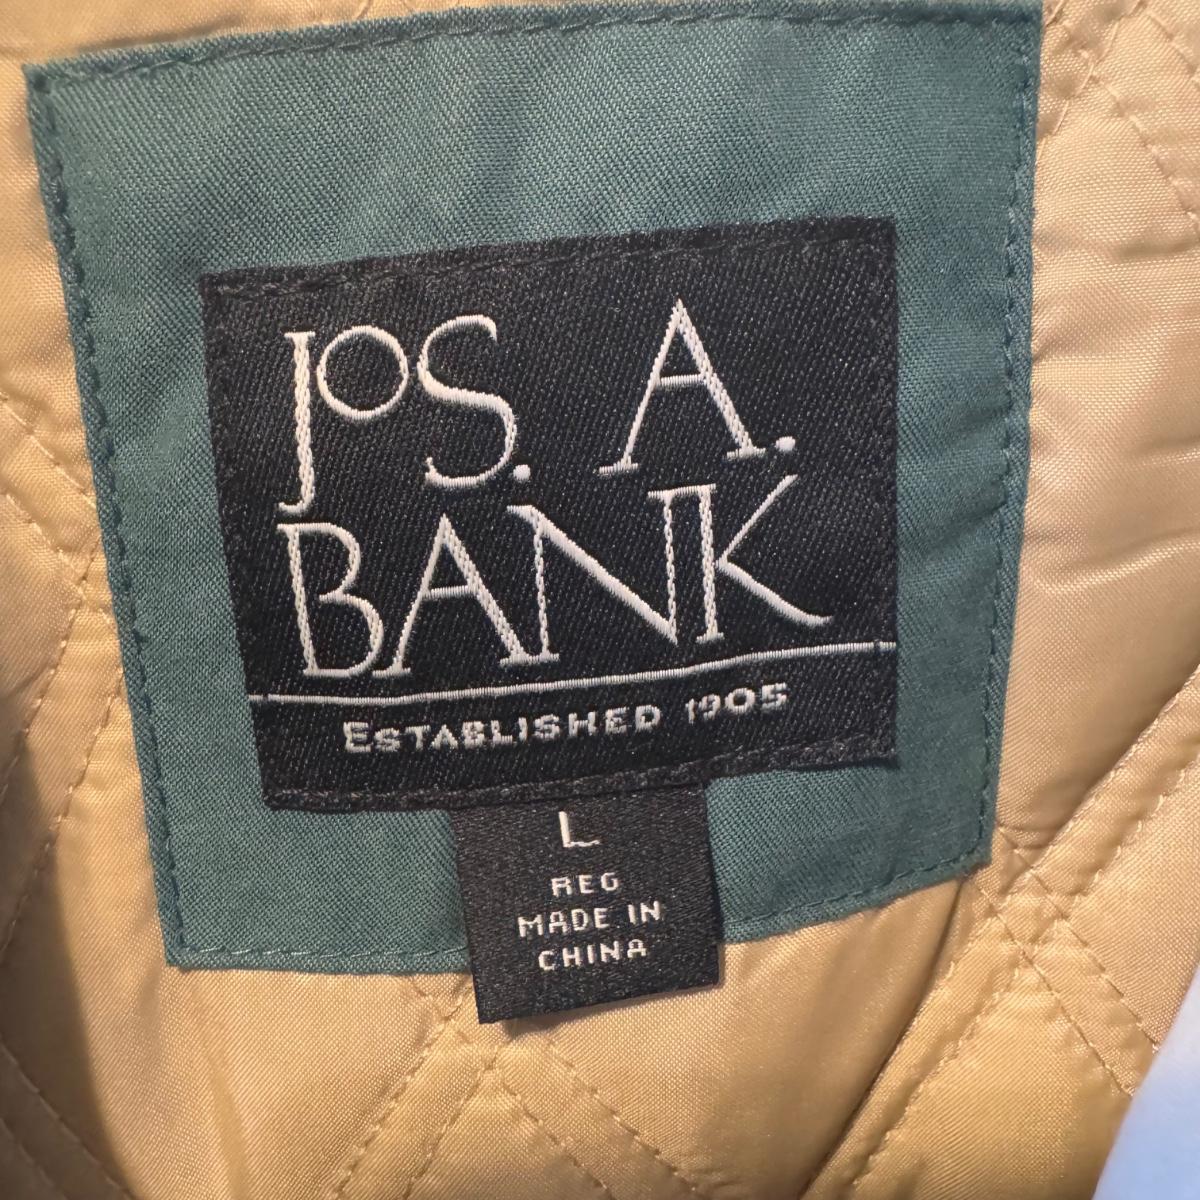 JOS. A.
BANK
ESTABLISHED 1905
L
REG
MADE IN
CHINA